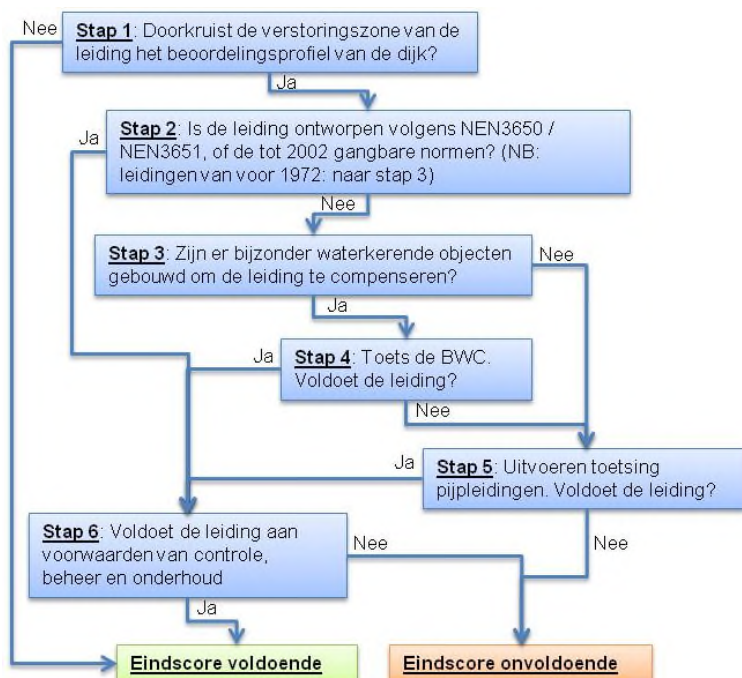 Nee
Stap 1: Doorkruist de verstoringszone van de
leiding het beoordelingsprofiel van de dijk?
Ja
Ja
Stap 2: Is de leiding ontworpen volgens NEN3650 /
NEN3651, of de tot 2002 gangbare normen? (NB:
leidingen van voor 1972: naar stap 3)
Nee
Stap 3: Zijn er bijzonder waterkerende objecten
gebouwd om de leiding te compenseren?
Nee
Ja
Ja
Stap 4: Toets de BWC.
Voldoet de leiding?
Nee
Ja
Stap 5: Uitvoeren toetsing
pijpleidingen. Voldoet de leiding?
Stap 6: Voldoet de leiding aan
voorwaarden van controle,
beheer en onderhoud
Nee
Nee
Ja
Eindscore voldoende
Eindscore onvoldoende